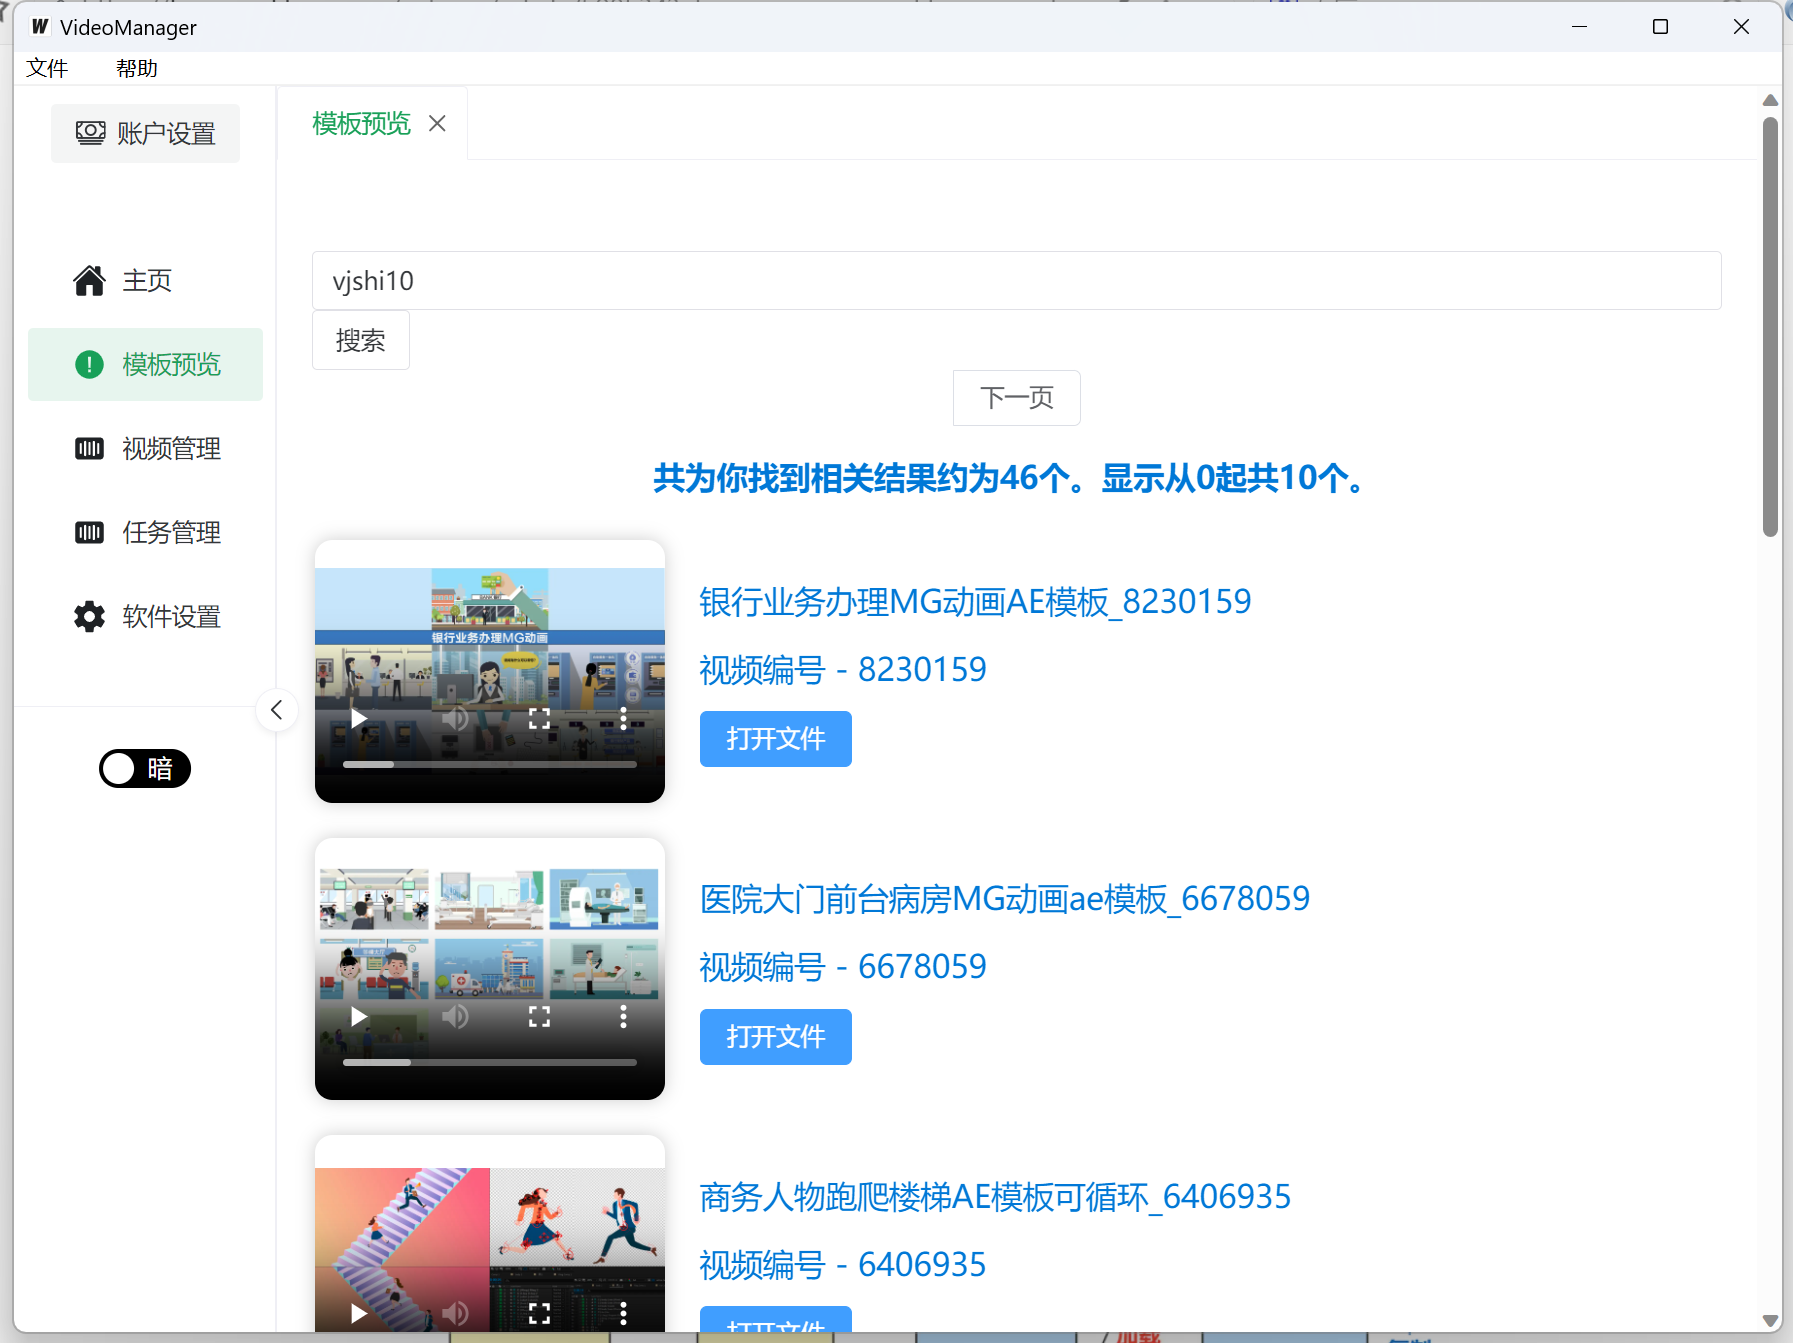 VideoManager
文件 帮助
账户设置
模板预览
主页
模板预览
视频管理
任务管理
软件设置
暗
vjshi10
搜索
下一页
共为你找到相关结果约为46个。显示从0起共10个。
银行业务办理MG动画
银行业务办理MG动画AE模板_8230159
视频编号 - 8230159
打开文件
医院大门前台病房MG动画ae模板_6678059
视频编号 - 6678059
打开文件
商务人物跑爬楼梯AE模板可循环_6406935
视频编号 - 6406935
打开文件